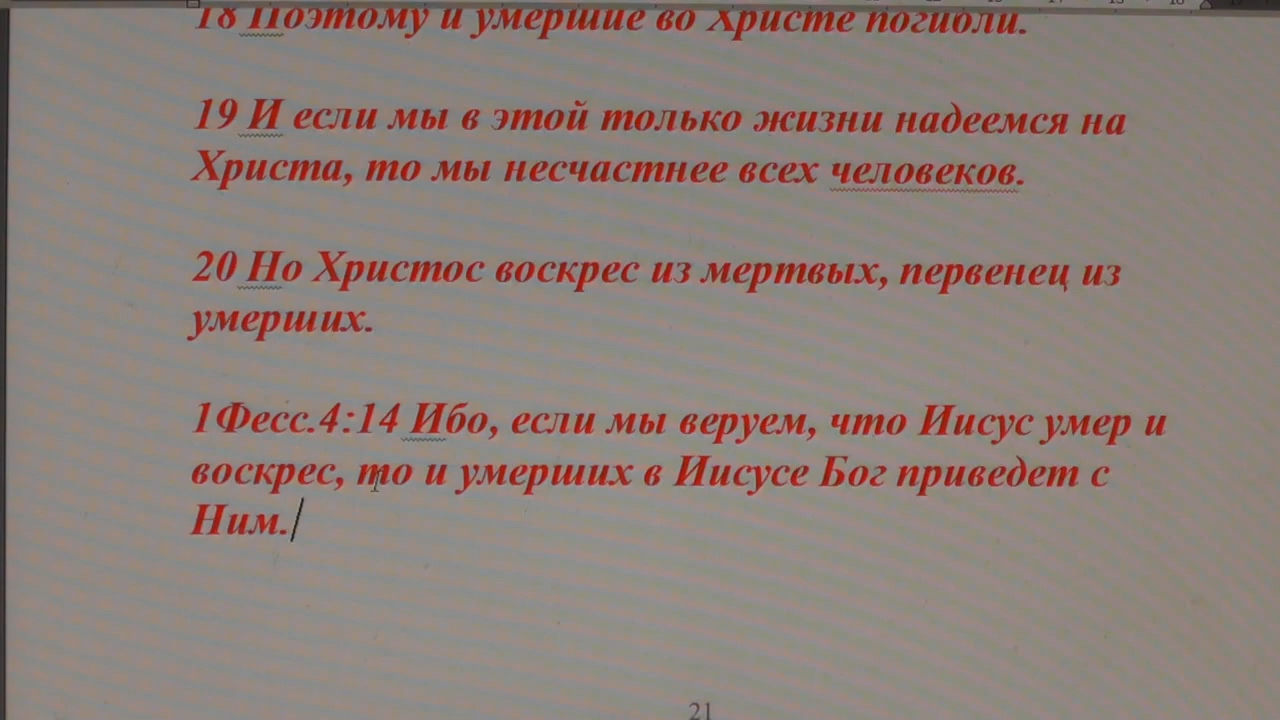 18 Поэтому и умершие во Христе погибли.
19 И если мы в этой только жизни надеемся на
Христа, то мы несчастнее всех человеков.
20 Но Христос воскрес из мертвых, первенец из
умерших.
1Фесс.4:14 Ибо, если мы веруем, что Иисус умер и
воскрес, то и умерших в Иисусе Бог приведет с
Ним.
21